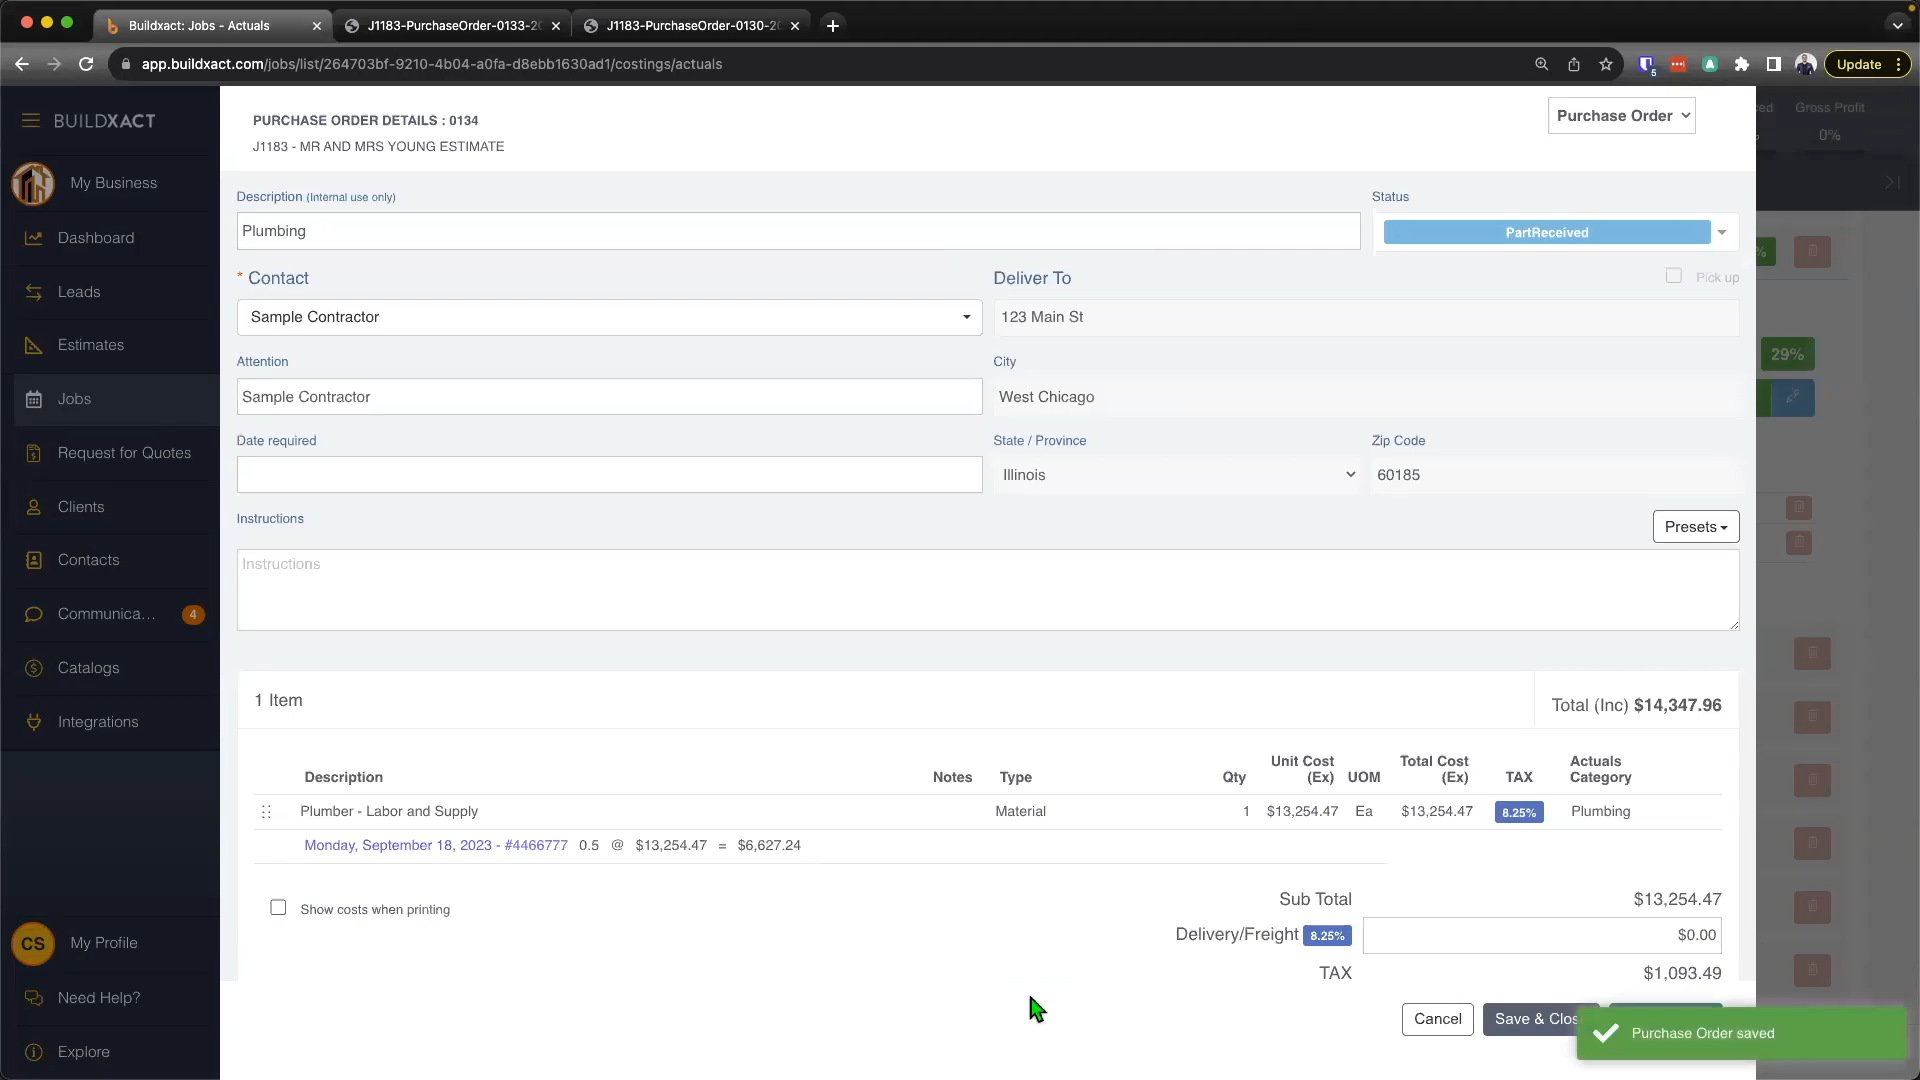 Buildxact: Jobs - Actuals
J1183-PurchaseOrder-0133-20
J1183-PurchaseOrder-0130-20
app.buildxact.com/jobs/list/264703bf-9210-4b04-a0fa-d8ebb1630ad1/costings/actuals
5
Update
BUILDXACT
My Business
Dashboard
Leads
Estimates
Jobs
Request for Quotes
Clients
Contacts
Communica...
4
Catalogs
Integrations
CS
My Profile
Need Help?
Explore
PURCHASE ORDER DETAILS : 0134
J1183 - MR AND MRS YOUNG ESTIMATE
Purchase Order
Gross Profit
0%
Description (Internal use only)
Status
Plumbing
PartReceived
* Contact
Deliver To
Pick up
Sample Contractor
123 Main St
29%
Attention
City
Sample Contractor
West Chicago
Date required
State / Province
Zip Code
Illinois
60185
Instructions
Presets
Instructions
1 Item
Total (Inc) $14,347.96
Description Notes Type Qty Unit Cost (Ex) UOM Total Cost (Ex) TAX Actuals Category
Plumber - Labor and Supply Material 1 $13,254.47 Ea $13,254.47 8.25% Plumbing
Monday, September 18, 2023 - #4466777 0.5 @ $13,254.47 = $6,627.24
Show costs when printing
Sub Total $13,254.47
Delivery/Freight 8.25% $0.00
TAX $1,093.49
Cancel
Save & Clos
Purchase Order saved